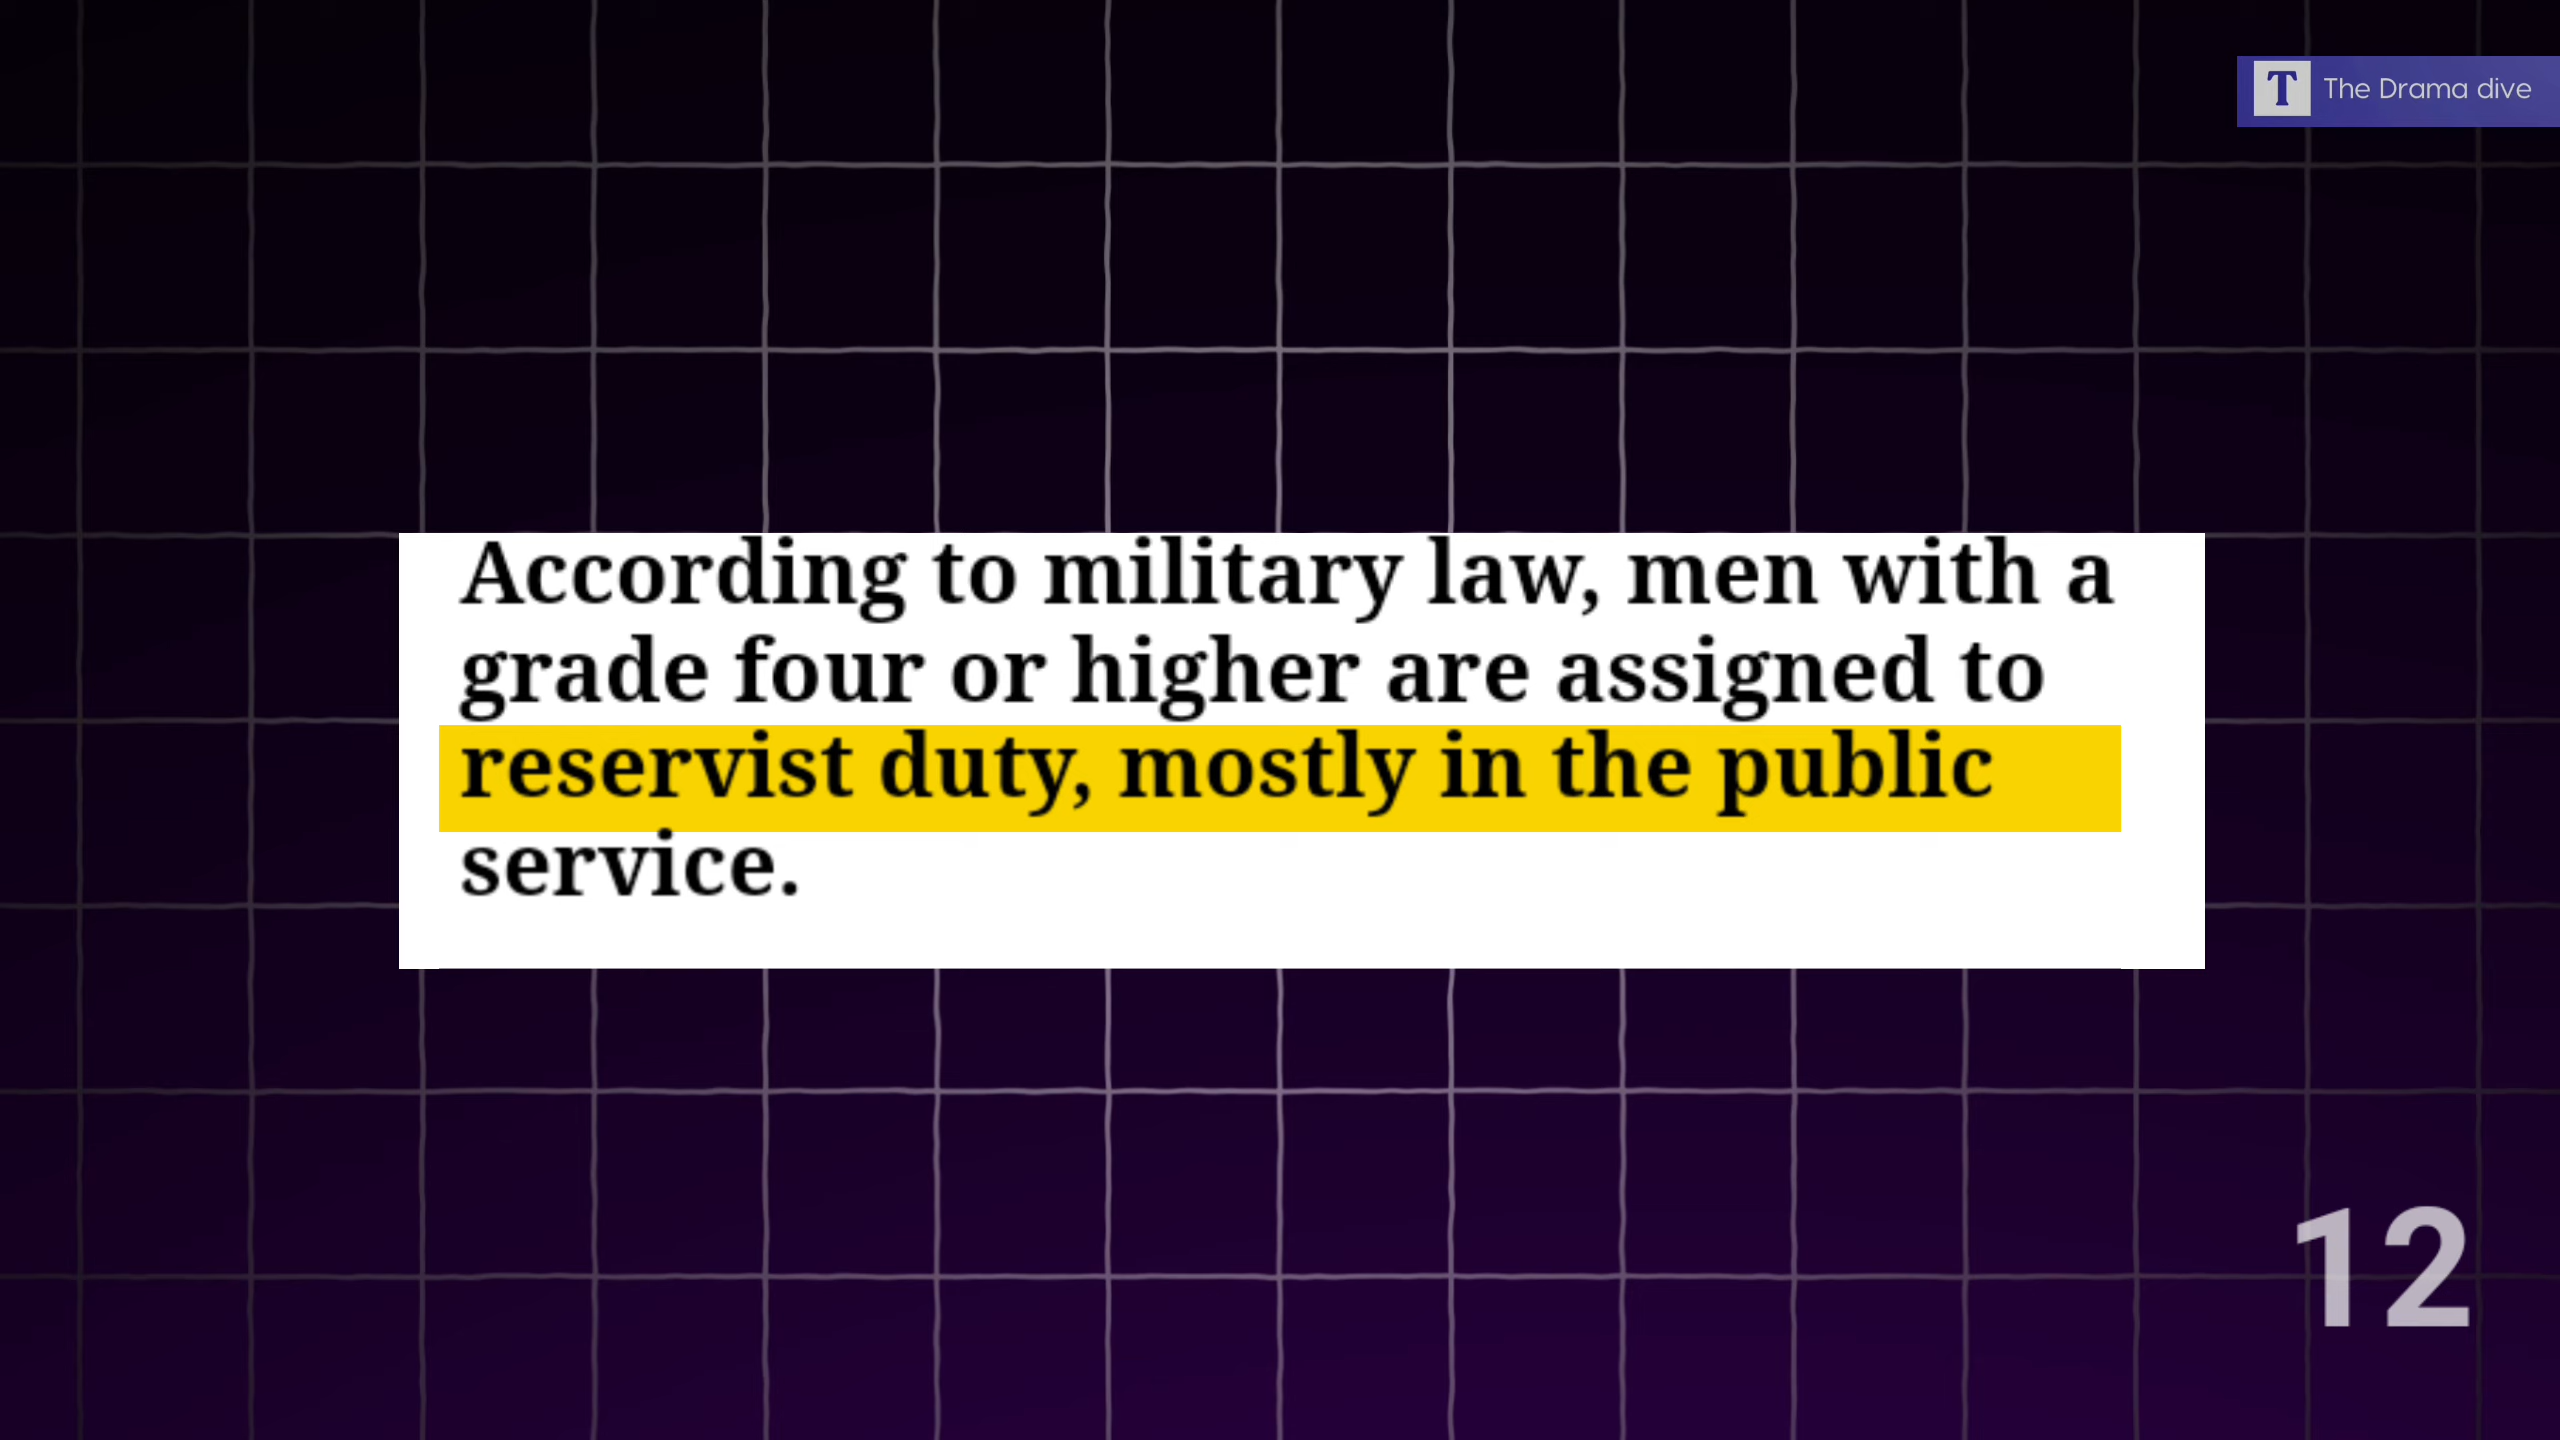 T The Drama dive
According to military law, men with a
grade four or higher are assigned to
reservist duty, mostly in the public
service.
12